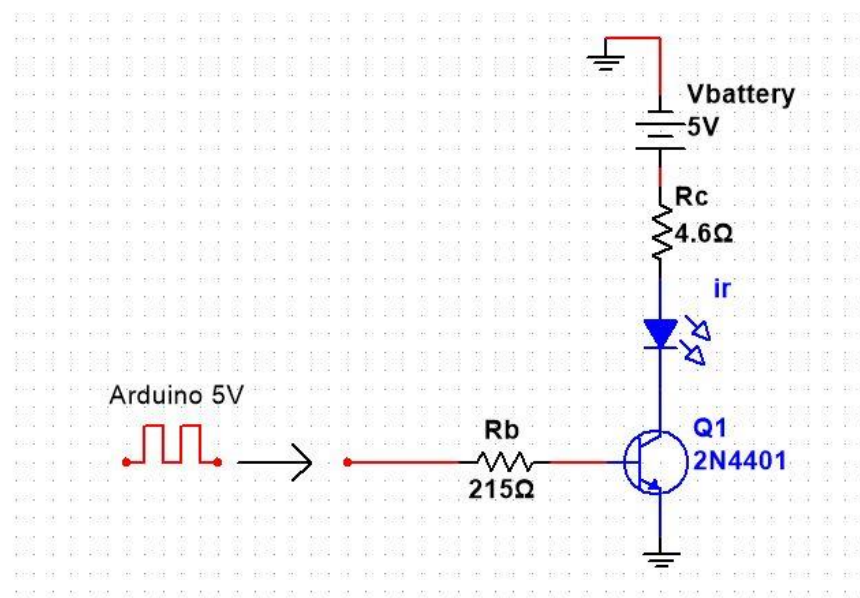 Vbattery
5V
Rc
4.6Ω
ir
Arduino 5V
Rb
215Ω
Q1
2N4401